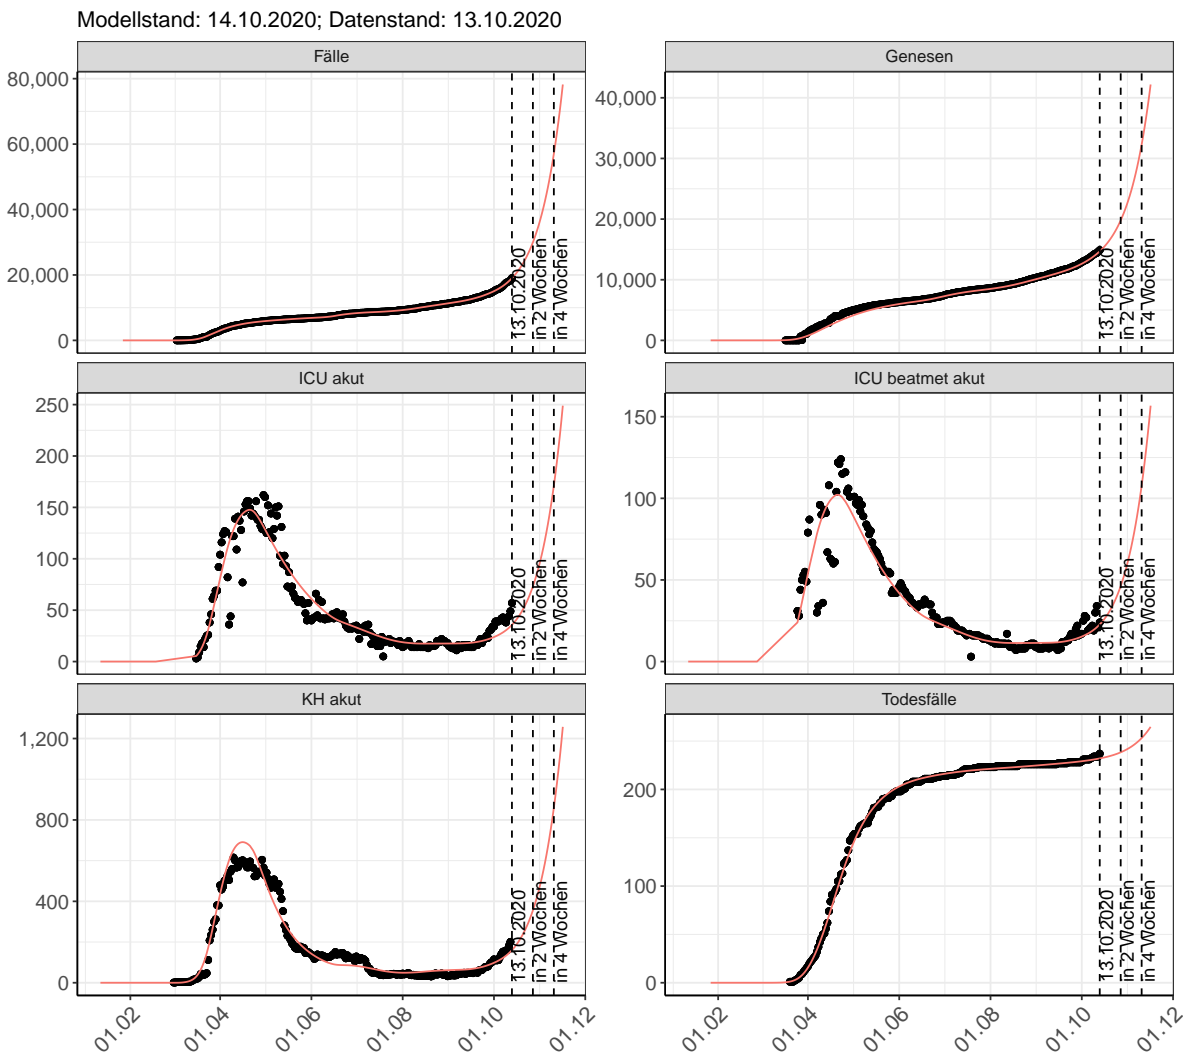 Modellstand: 14.10.2020; Datenstand: 13.10.2020
Fälle
80,000
60,000
40,000
20,000
0
13.10.2020
in 2 Wochen
in 4 Wochen
Genesen
40,000
30,000
20,000
10,000
0
13.10.2020
in 2 Wochen
in 4 Wochen
ICU akut
250
200
150
100
50
0
13.10.2020
in 2 Wochen
in 4 Wochen
ICU beatmet akut
150
100
50
0
13.10.2020
in 2 Wochen
in 4 Wochen
KH akut
1,200
800
400
0
13.10.2020
in 2 Wochen
in 4 Wochen
01.02
01.04
01.06
01.08
01.10
01.12
Todesfälle
200
100
0
13.10.2020
in 2 Wochen
in 4 Wochen
01.02
01.04
01.06
01.08
01.10
01.12